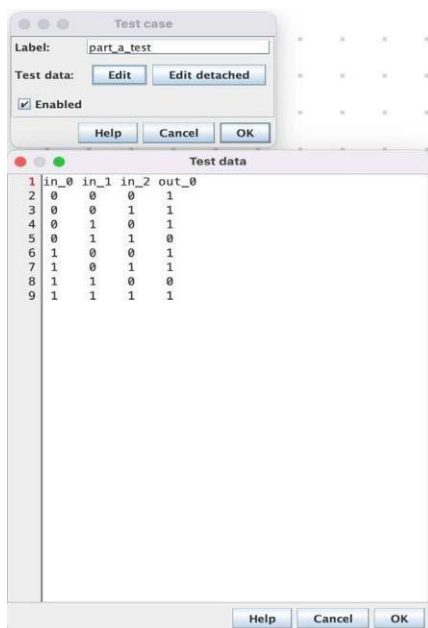 Test case
Label: part_a_test
Test data: Edit Edit detached
Enabled
Help Cancel OK
Test data
1 in_0 in_1 in_2 out_0
2 0 0 0 1
3 0 0 1 1
4 0 1 0 1
5 0 1 1 0
6 1 0 0 1
7 1 0 1 1
8 1 1 0 0
9 1 1 1 1
Help Cancel OK